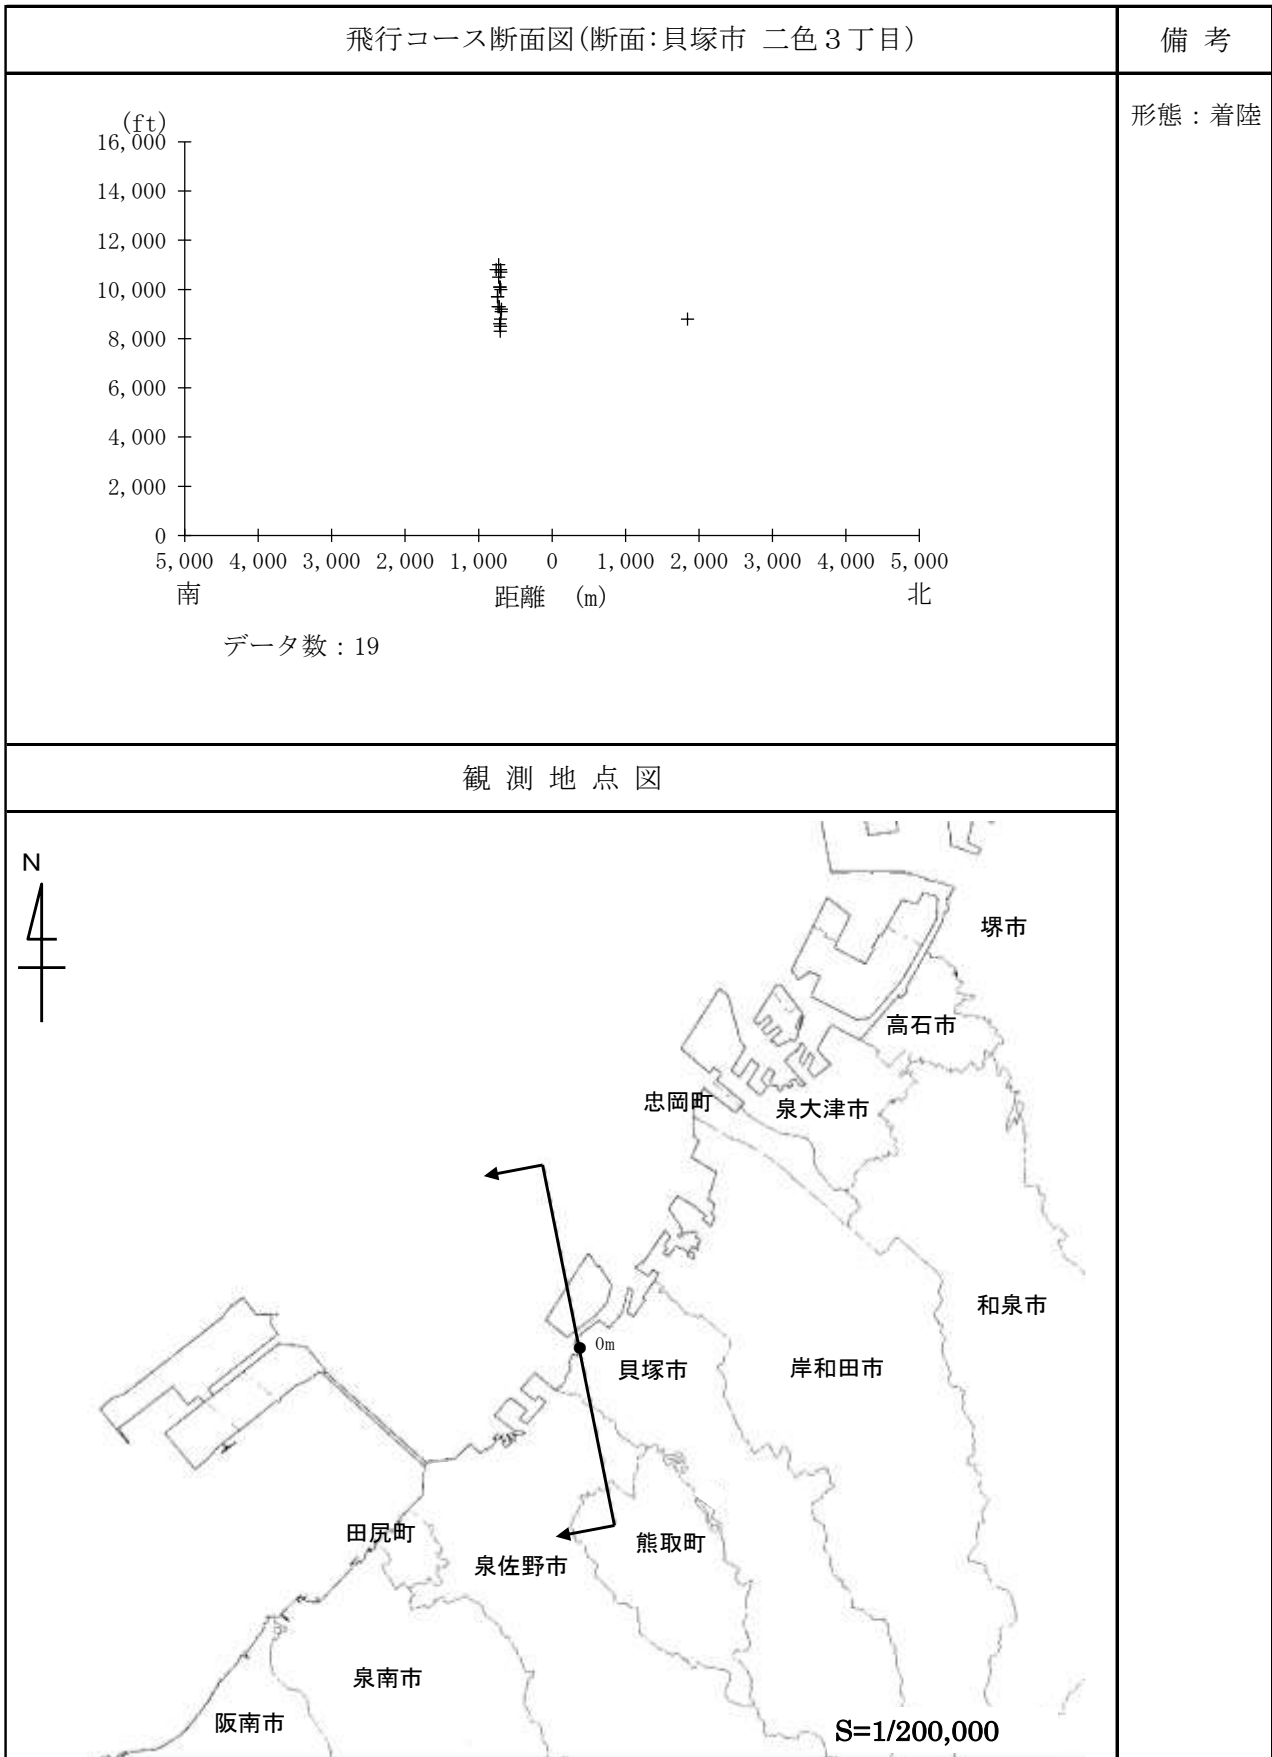 飛行コース断面図(断面:貝塚市 二色３丁目)
備 考
形態：着陸
(ft)
16,000
14,000
12,000
10,000
8,000
6,000
4,000
2,000
0
5,000 4,000 3,000 2,000 1,000 0 1,000 2,000 3,000 4,000 5,000
南 距離 (m) 北
データ数：19
観 測 地 点 図
N
堺市
高石市
忠岡町
泉大津市
和泉市
0m
貝塚市
岸和田市
田尻町
熊取町
泉佐野市
泉南市
阪南市
S=1/200,000